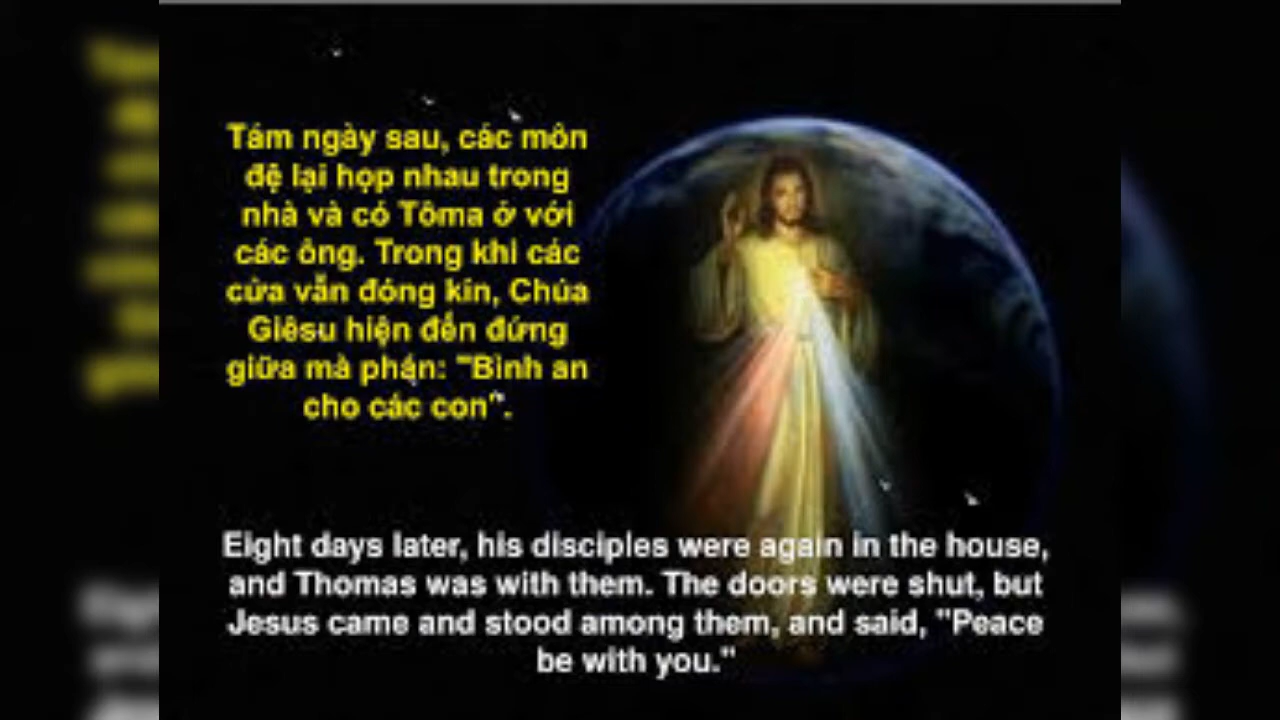 Tám ngày sau, các môn
đệ lại họp nhau trong
nhà và có Tôma ở với
các ông. Trong khi các
cửa vẫn đóng kín, Chúa
Giêsu hiện đến đứng
giữa mà phán: "Bình an
cho các con".
Eight days later, his disciples were again in the house,
and Thomas was with them. The doors were shut, but
Jesus came and stood among them, and said, "Peace
be with you."